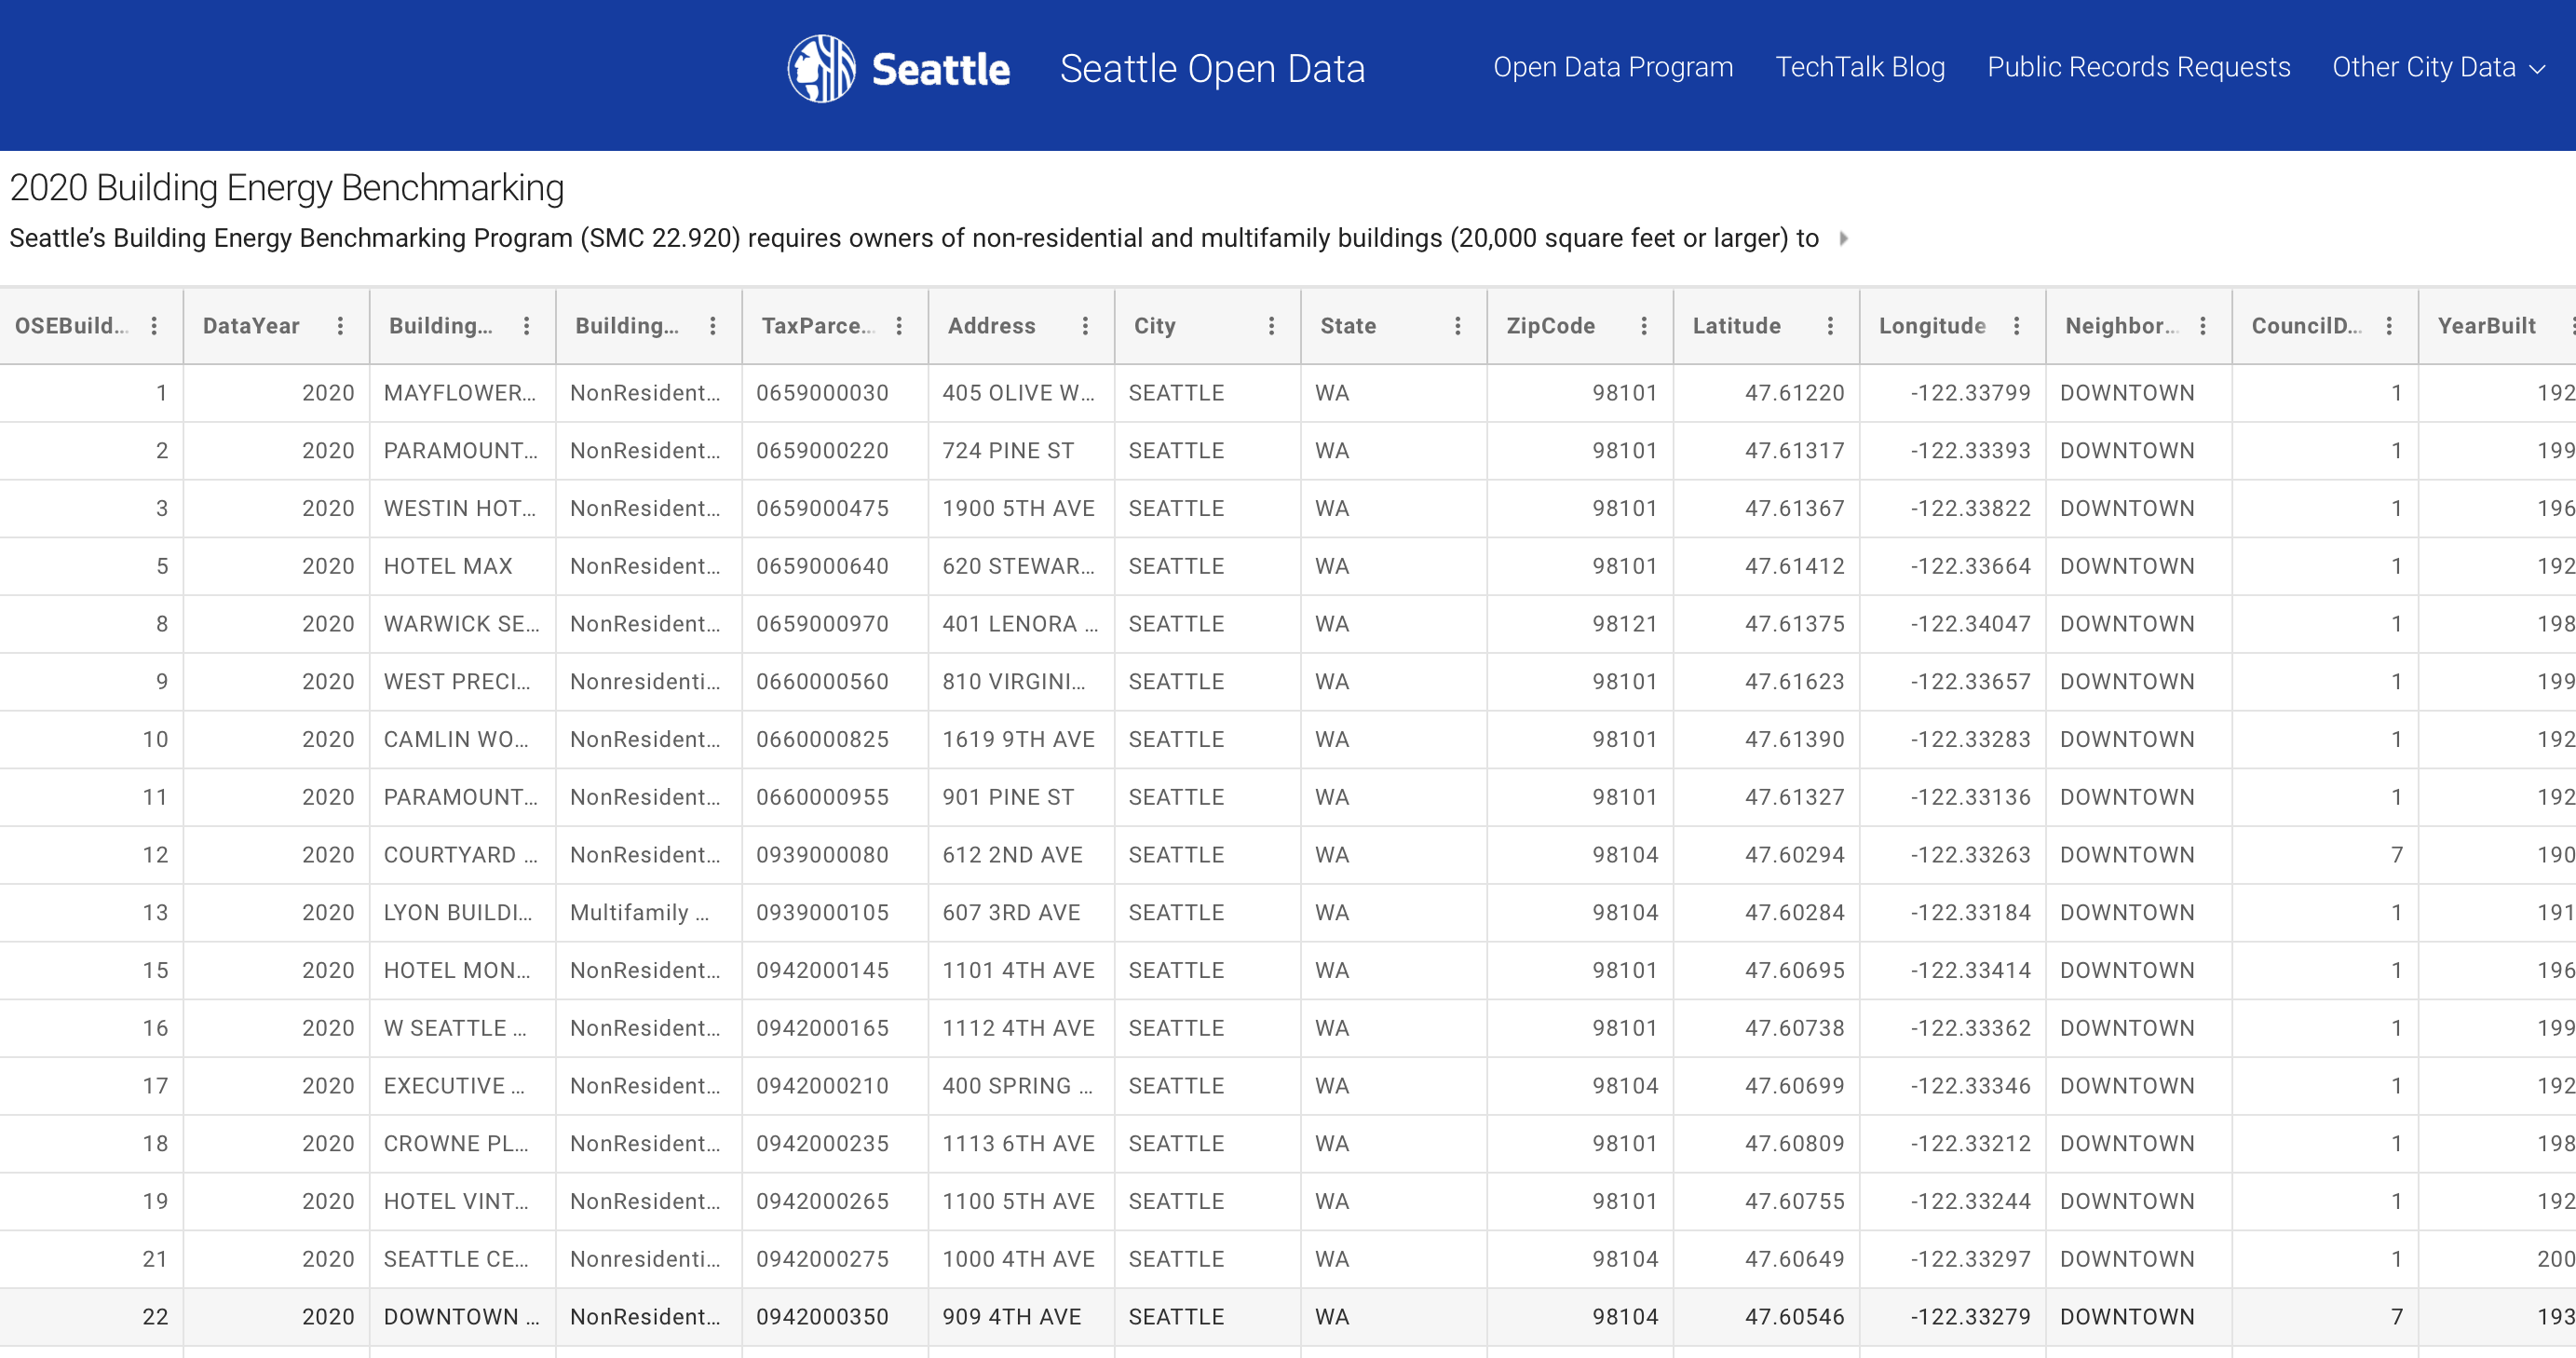 Seattle Seattle Open Data Open Data Program TechTalk Blog Public Records Requests Other City Data
2020 Building Energy Benchmarking
Seattle’s Building Energy Benchmarking Program (SMC 22.920) requires owners of non-residential and multifamily buildings (20,000 square feet or larger) to
OSEBuild... DataYear Building... Building... TaxParce... Address City State ZipCode Latitude Longitude Neighbor... CouncilD... YearBuilt
1 2020 MAYFLOWER... NonResident... 0659000030 405 OLIVE W... SEATTLE WA 98101 47.61220 -122.33799 DOWNTOWN 1 192
2 2020 PARAMOUNT... NonResident... 0659000220 724 PINE ST SEATTLE WA 98101 47.61317 -122.33393 DOWNTOWN 1 199
3 2020 WESTIN HOT... NonResident... 0659000475 1900 5TH AVE SEATTLE WA 98101 47.61367 -122.33822 DOWNTOWN 1 196
5 2020 HOTEL MAX NonResident... 0659000640 620 STEWAR... SEATTLE WA 98101 47.61412 -122.33664 DOWNTOWN 1 192
8 2020 WARWICK SE... NonResident... 0659000970 401 LENORA ... SEATTLE WA 98121 47.61375 -122.34047 DOWNTOWN 1 198
9 2020 WEST PRECI... Nonresidenti... 0660000560 810 VIRGINI... SEATTLE WA 98101 47.61623 -122.33657 DOWNTOWN 1 199
10 2020 CAMLIN WO... NonResident... 0660000825 1619 9TH AVE SEATTLE WA 98101 47.61390 -122.33283 DOWNTOWN 1 192
11 2020 PARAMOUNT... NonResident... 0660000955 901 PINE ST SEATTLE WA 98101 47.61327 -122.33136 DOWNTOWN 1 192
12 2020 COURTYARD ... NonResident... 0939000080 612 2ND AVE SEATTLE WA 98104 47.60294 -122.33263 DOWNTOWN 7 190
13 2020 LYON BUILDI... Multifamily ... 0939000105 607 3RD AVE SEATTLE WA 98104 47.60284 -122.33184 DOWNTOWN 1 191
15 2020 HOTEL MON... NonResident... 0942000145 1101 4TH AVE SEATTLE WA 98101 47.60695 -122.33414 DOWNTOWN 1 196
16 2020 W SEATTLE ... NonResident... 0942000165 1112 4TH AVE SEATTLE WA 98101 47.60738 -122.33362 DOWNTOWN 1 199
17 2020 EXECUTIVE ... NonResident... 0942000210 400 SPRING ... SEATTLE WA 98104 47.60699 -122.33346 DOWNTOWN 1 192
18 2020 CROWNE PL... NonResident... 0942000235 1113 6TH AVE SEATTLE WA 98101 47.60809 -122.33212 DOWNTOWN 1 198
19 2020 HOTEL VINT... NonResident... 0942000265 1100 5TH AVE SEATTLE WA 98101 47.60755 -122.33244 DOWNTOWN 1 192
21 2020 SEATTLE CE... Nonresidenti... 0942000275 1000 4TH AVE SEATTLE WA 98104 47.60649 -122.33297 DOWNTOWN 1 200
22 2020 DOWNTOWN ... NonResident... 0942000350 909 4TH AVE SEATTLE WA 98104 47.60546 -122.33279 DOWNTOWN 7 193